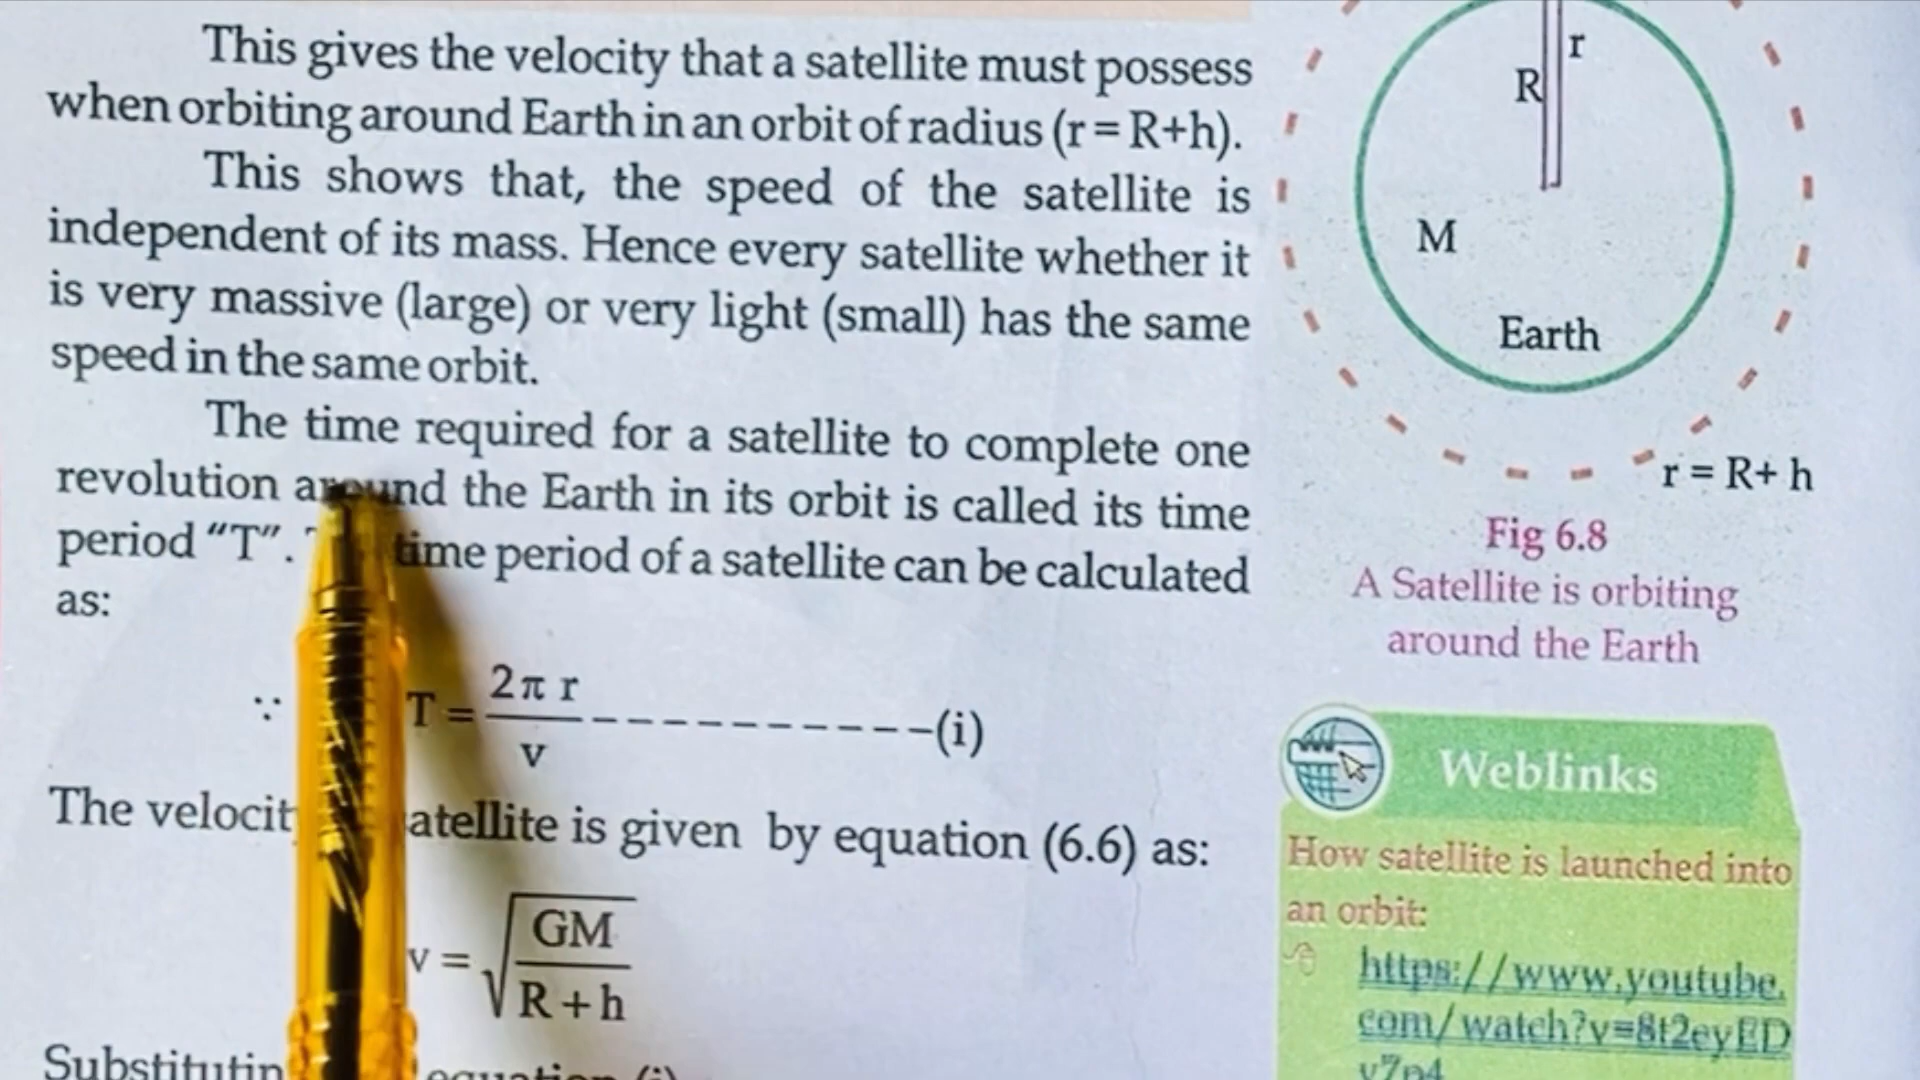 This gives the velocity that a satellite must possess
when orbiting around Earth in an orbit of radius (r = R+h).
This shows that, the speed of the satellite is
independent of its mass. Hence every satellite whether it
is very massive (large) or very light (small) has the same
speed in the same orbit.
The time required for a satellite to complete one
revolution around the Earth in its orbit is called its time
period "T". time period of a satellite can be calculated
as:
∵ T = 2π r / v ----------(i)
The velocit atellite is given by equation (6.6) as:
v = √(GM / R + h)
Substitutin equation (i)
r
R
M
Earth
r = R+ h
Fig 6.8
A Satellite is orbiting
around the Earth
Weblinks
How satellite is launched into
an orbit:
https://www.youtube.
com/watch?v=8t2eyED
v7p4